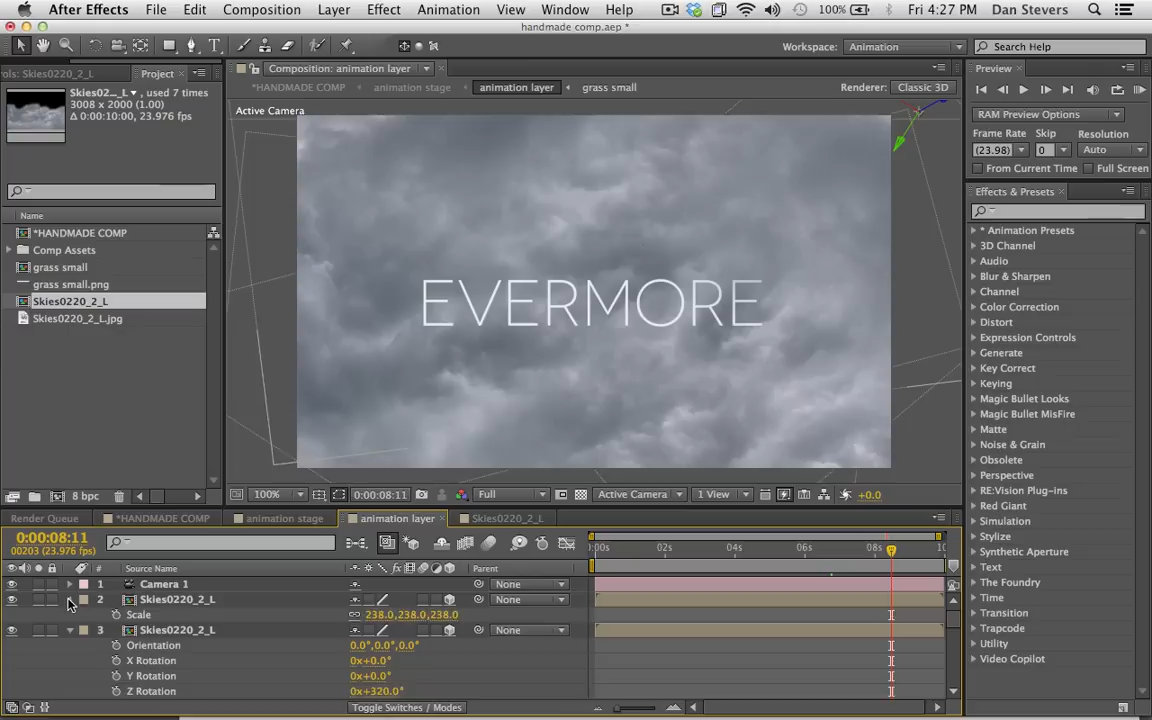 After Effects File Edit Composition Layer Effect Animation View Window Help 100% Fri 4:27 PM Dan Stevers
handmade comp.aep *
Workspace: Animation Search Help
ols: Skies0220_2_L Project Composition: animation layer Preview
Skies02..._L , used 7 times
3008 x 2000 (1.00)
Δ 0:00:10:00, 23.976 fps
*HANDMADE COMP animation stage animation layer grass small Renderer: Classic 3D
Active Camera
RAM Preview Options
Frame Rate Skip Resolution
(23.98) 0 Auto
From Current Time Full Screen
Effects & Presets
Name
*HANDMADE COMP
Comp Assets
grass small
grass small.png
Skies0220_2_L
Skies0220_2_L.jpg
EVERMORE
* Animation Presets
3D Channel
Audio
Blur & Sharpen
Channel
Color Correction
Distort
Expression Controls
Generate
Key Correct
Keying
Magic Bullet Looks
Magic Bullet MisFire
Matte
Noise & Grain
Obsolete
Perspective
RE:Vision Plug-ins
Red Giant
Simulation
Stylize
Synthetic Aperture
Text
The Foundry
Time
Transition
Trapcode
Utility
Video Copilot
8 bpc 100% 0:00:08:11 Full Active Camera 1 View +0.0
Render Queue *HANDMADE COMP animation stage animation layer Skies0220_2_L
0:00:08:11
00203 (23.976 fps)
:00s 02s 04s 06s 08s 10
# Source Name Parent
1 Camera 1 None
2 Skies0220_2_L None
Scale 238.0,238.0,238.0
3 Skies0220_2_L None
Orientation 0.0°,0.0°,0.0°
X Rotation 0x+0.0°
Y Rotation 0x+0.0°
Z Rotation 0x+320.0°
Toggle Switches / Modes